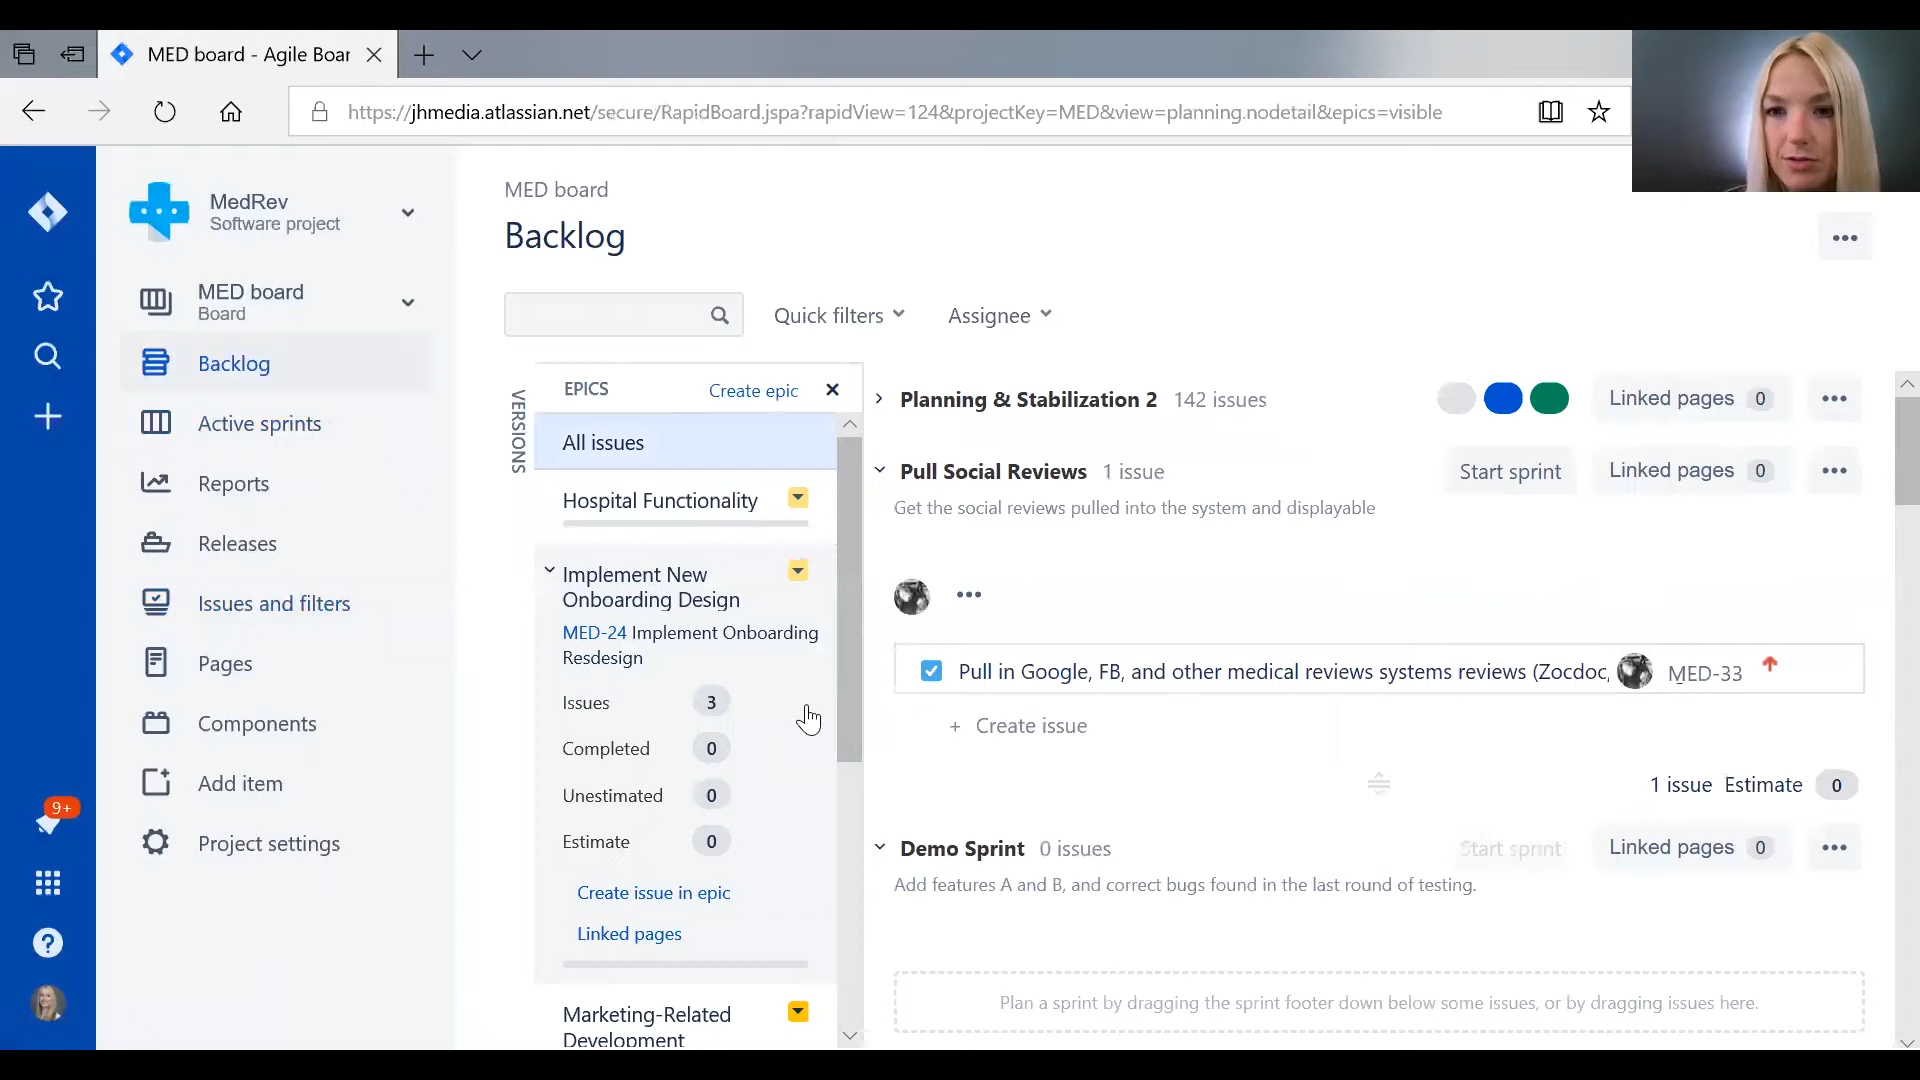 MED board - Agile Boar
https://jhmedia.atlassian.net/secure/RapidBoard.jspa?rapidView=124&projectKey=MED&view=planning.nodetail&epics=visible
MedRev
Software project
MED board
Board
Backlog
Active sprints
Reports
Releases
Issues and filters
Pages
Components
Add item
Project settings
9+
MED board
Backlog
Quick filters
Assignee
VERSIONS
EPICS
Create epic
All issues
Hospital Functionality
Implement New
Onboarding Design
MED-24 Implement Onboarding
Resdesign
Issues 3
Completed 0
Unestimated 0
Estimate 0
Create issue in epic
Linked pages
Marketing-Related
Development
Planning & Stabilization 2 142 issues
Linked pages 0
Pull Social Reviews 1 issue
Start sprint
Linked pages 0
Get the social reviews pulled into the system and displayable
Pull in Google, FB, and other medical reviews systems reviews (Zocdoc, MED-33
+ Create issue
1 issue Estimate 0
Demo Sprint 0 issues
Start sprint
Linked pages 0
Add features A and B, and correct bugs found in the last round of testing.
Plan a sprint by dragging the sprint footer down below some issues, or by dragging issues here.